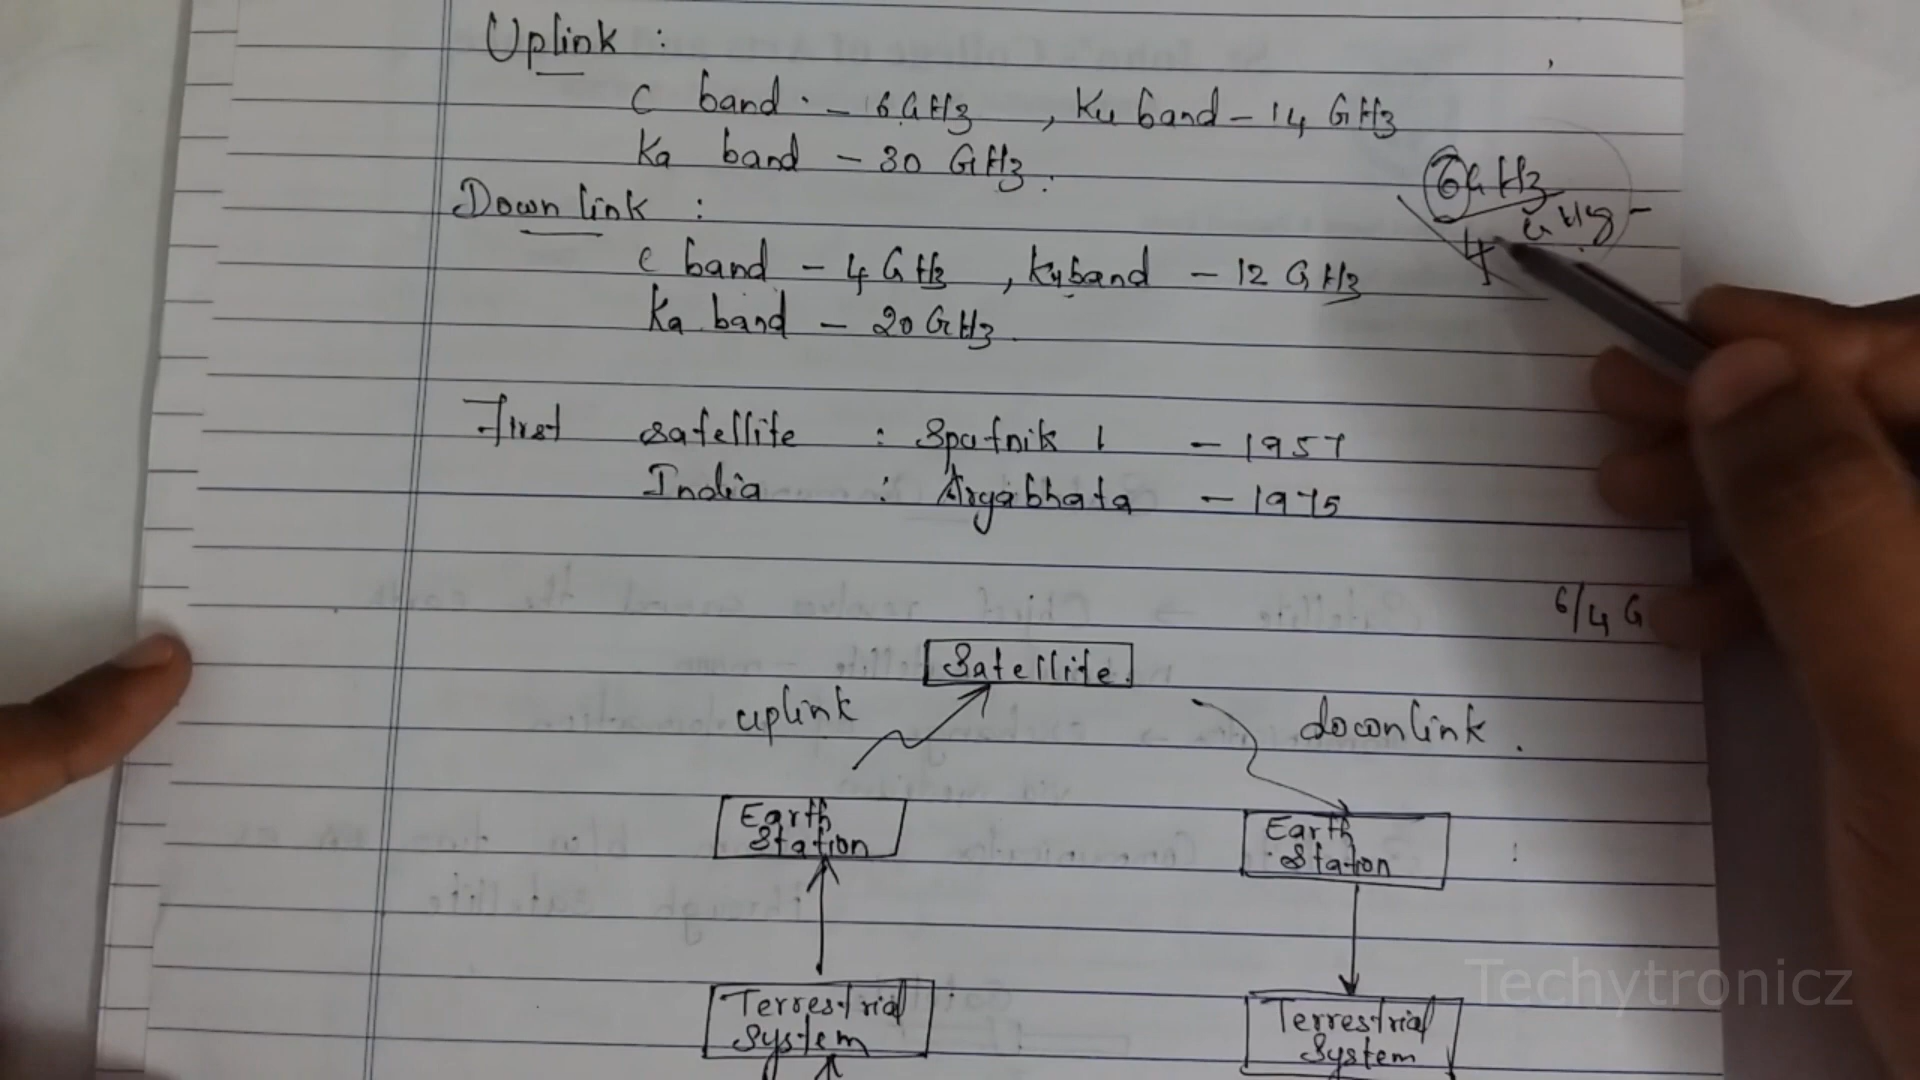 Uplink :
C band - 6 GHz , Ku band - 14 GHz
Ka band - 30 GHz.
6 GHz
4 GHz
Down link :
C band - 4 GHz , Ku band - 12 GHz
Ka band - 20 GHz.
First satellite : Sputnik 1 - 1957
India : Aryabhata - 1975
6/4 G
Satellite
uplink
downlink.
Earth
Station
Earth
Staton
Terrestrial
System
Terrestrial
System
Techytronicz